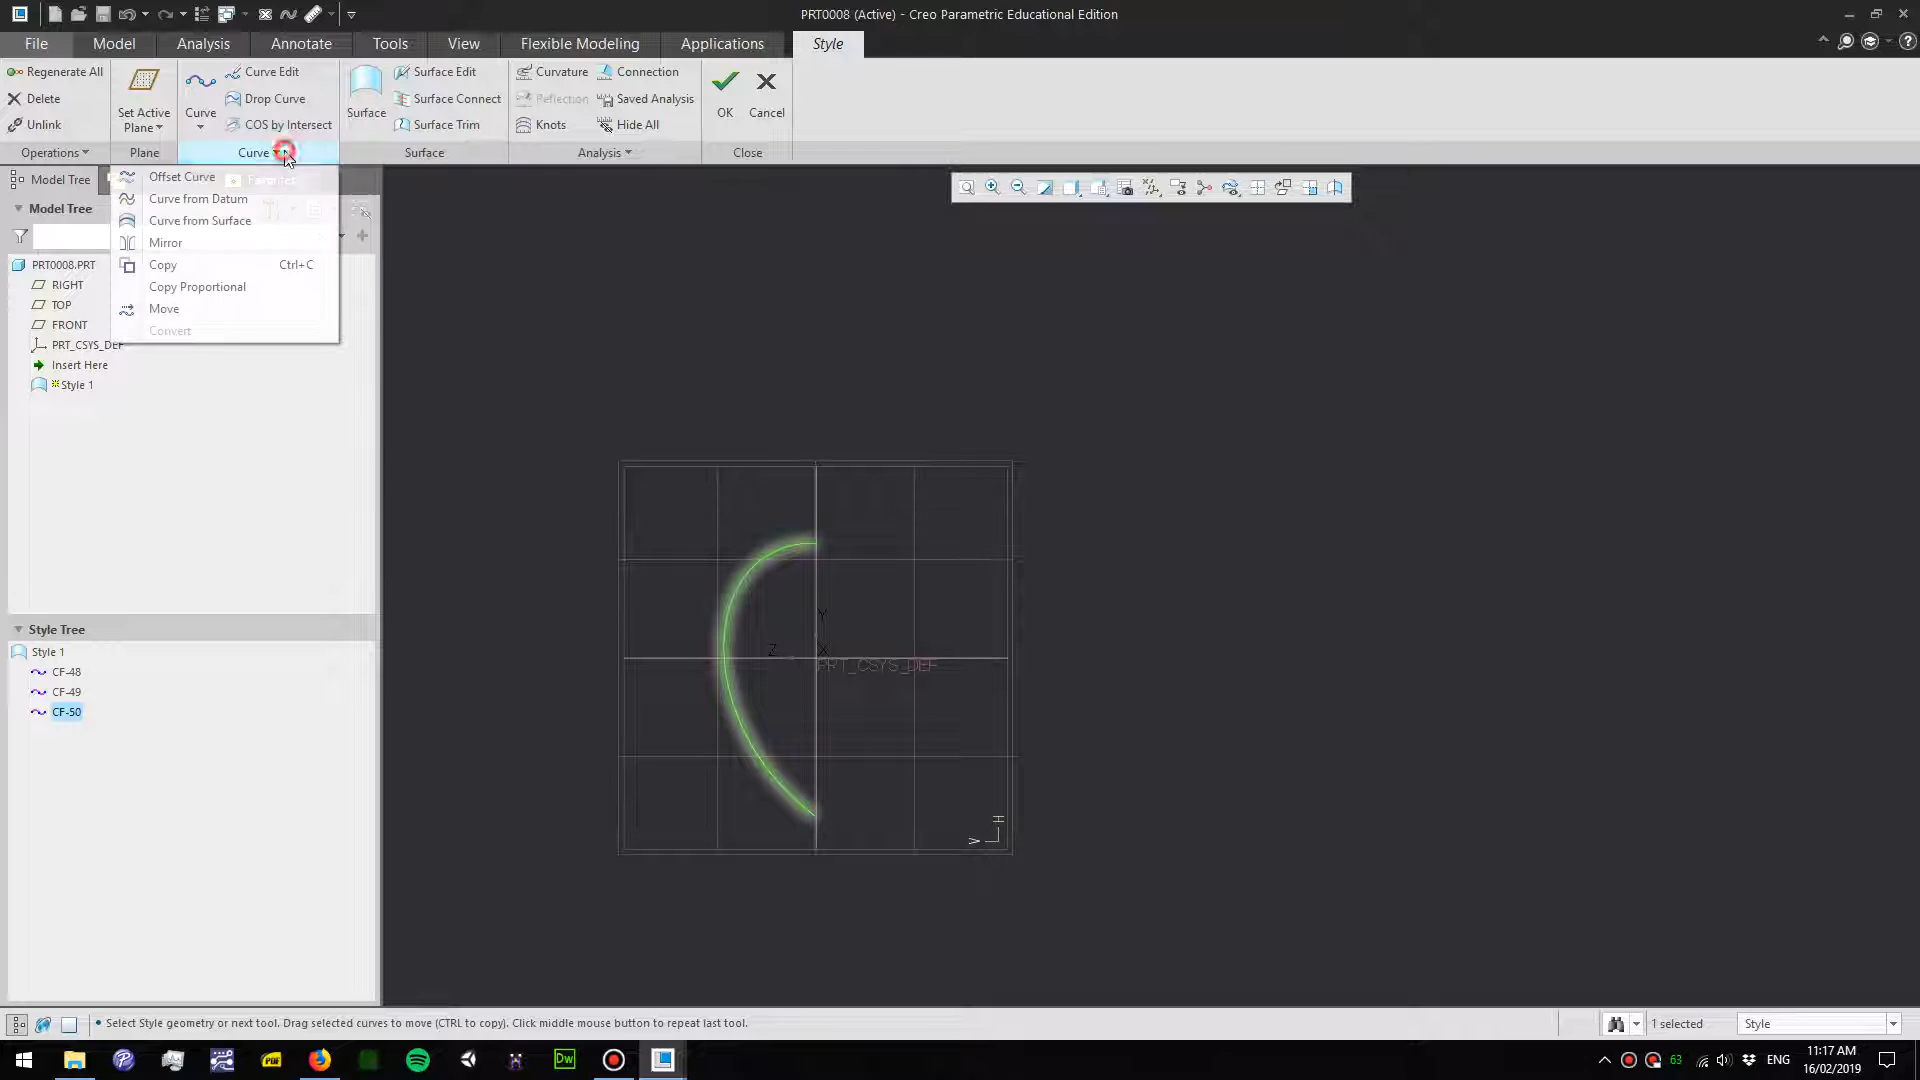 PRT0008 (Active) - Creo Parametric Educational Edition
File Model Analysis Annotate Tools View Flexible Modeling Applications Style
Regenerate All
Delete
Unlink
Operations
Set Active Plane
Plane
Curve
Curve Edit
Drop Curve
COS by Intersect
Curve
Surface
Surface Edit
Surface Connect
Surface Trim
Surface
Curvature
Reflection
Knots
Connection
Saved Analysis
Hide All
Analysis
OK
Cancel
Close
Model Tree
Favorites
Offset Curve
Curve from Datum
Curve from Surface
Mirror
Copy Ctrl+C
Copy Proportional
Move
Convert
Model Tree
PRT0008.PRT
RIGHT
TOP
FRONT
PRT_CSYS_DEF
Insert Here
Style 1
Style Tree
Style 1
CF-48
CF-49
CF-50
Y
Z
X
PRT_CSYS_DEF
H
V
• Select Style geometry or next tool. Drag selected curves to move (CTRL to copy). Click middle mouse button to repeat last tool.
1 selected
Style
PDF
Dw
63
ENG
11:17 AM
16/02/2019